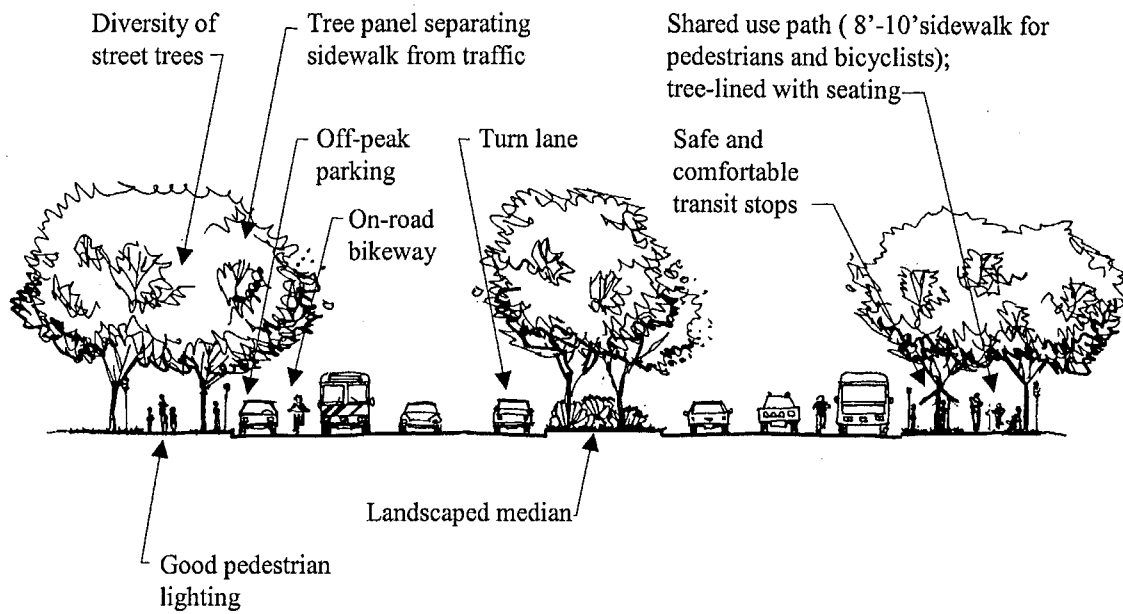 Diversity of
street trees
Tree panel separating
sidewalk from traffic
Shared use path ( 8'-10'sidewalk for
pedestrians and bicyclists);
tree-lined with seating
Off-peak
parking
Turn lane
Safe and
comfortable
transit stops
On-road
bikeway
Landscaped median
Good pedestrian
lighting